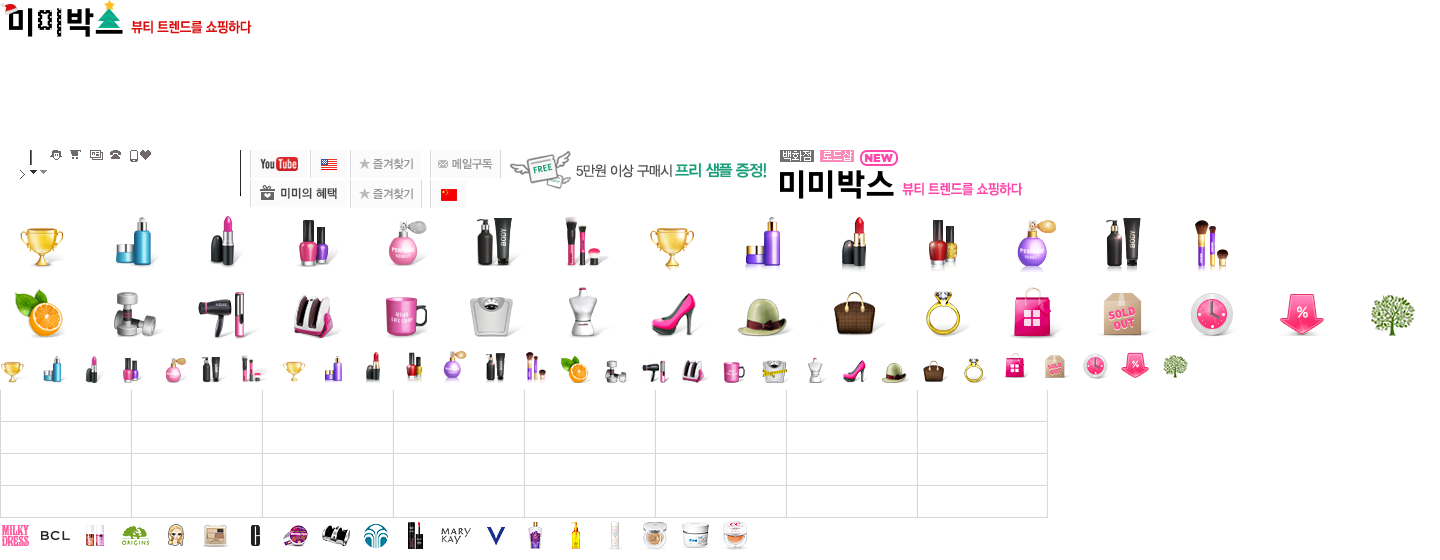 미미박스 뷰티 트렌드를 쇼핑하다
YouTube
즐겨찾기
메일구독
FREE
5만원 이상 구매시 프리 샘플 증정!
백화점
로드샵
NEW
미미의 혜택
즐겨찾기
미미박스 뷰티 트렌드를 쇼핑하다
BODY
SOLD OUT
%
SOLD OUT
%
MILKY DRESS
BCL
ORIGINS
MARY KAY